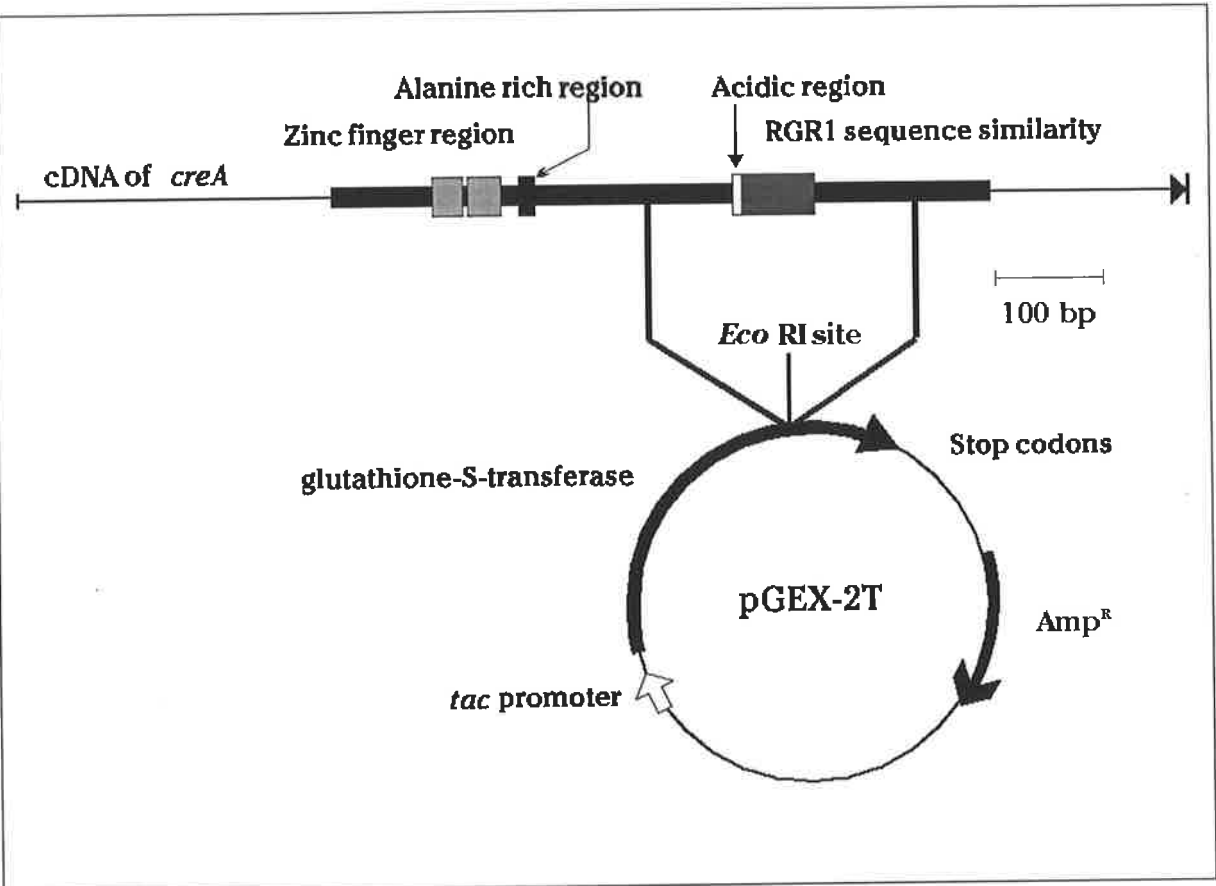 Alanine rich region
Acidic region
Zinc finger region
RGR1 sequence similarity
cDNA of creA
100 bp
Eco RI site
Stop codons
glutathione-S-transferase
pGEX-2T
Amp^R
tac promoter